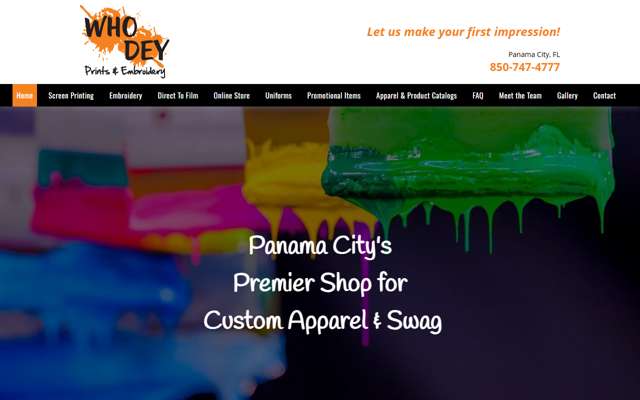 WHO
DEY
Prints & Embroidery
Let us make your first impression!
Panama City, FL
850-747-4777
Home Screen Printing Embroidery Direct To Film Online Store Uniforms Promotional Items Apparel & Product Catalogs FAQ Meet the Team Gallery Contact
Panama City's
Premier Shop for
Custom Apparel & Swag